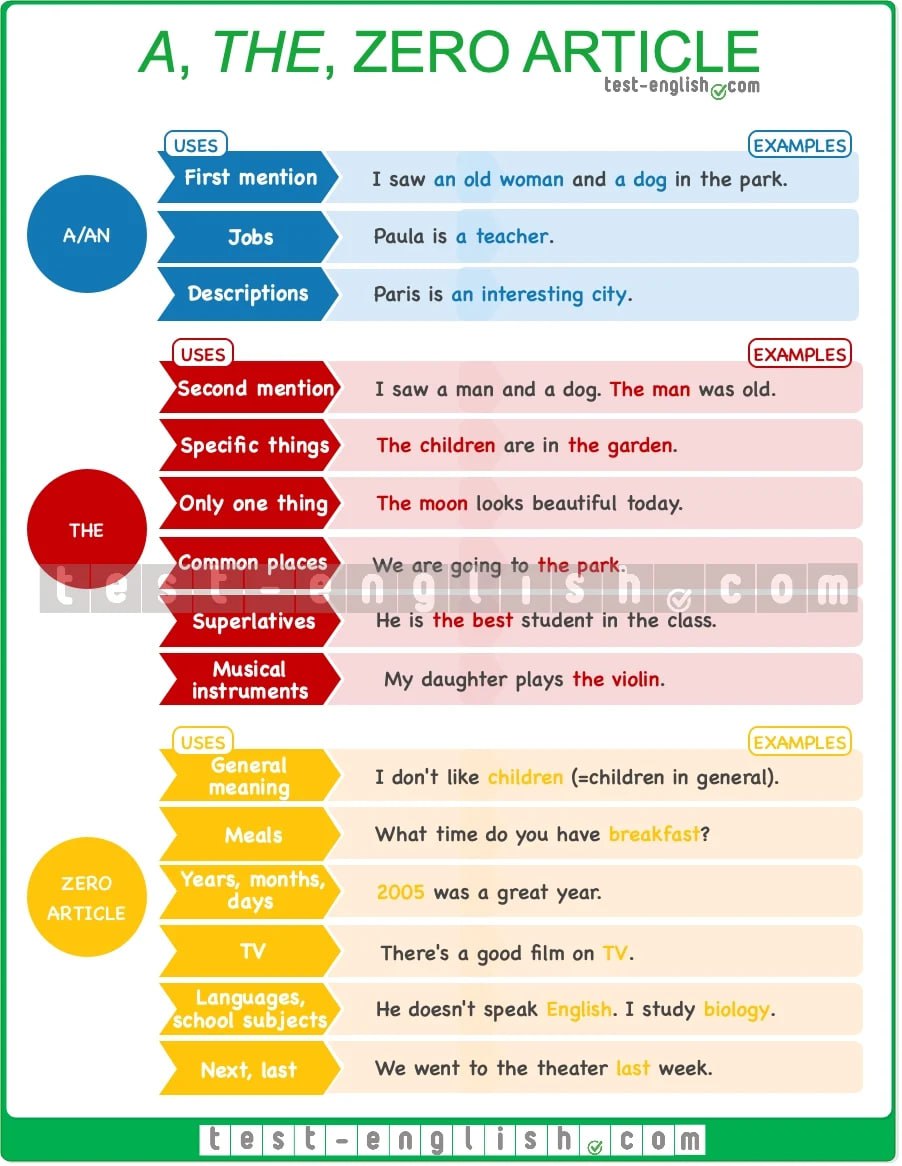 A, THE, ZERO ARTICLE
test-english.com
USES
EXAMPLES
A/AN
First mention
I saw an old woman and a dog in the park.
Jobs
Paula is a teacher.
Descriptions
Paris is an interesting city.
USES
EXAMPLES
THE
Second mention
I saw a man and a dog. The man was old.
Specific things
The children are in the garden.
Only one thing
The moon looks beautiful today.
Common places
We are going to the park.
test-english.com
Superlatives
He is the best student in the class.
Musical
instruments
My daughter plays the violin.
USES
EXAMPLES
ZERO
ARTICLE
General
meaning
I don't like children (=children in general).
Meals
What time do you have breakfast?
Years, months,
days
2005 was a great year.
TV
There's a good film on TV.
Languages,
school subjects
He doesn't speak English. I study biology.
Next, last
We went to the theater last week.
test-english.com